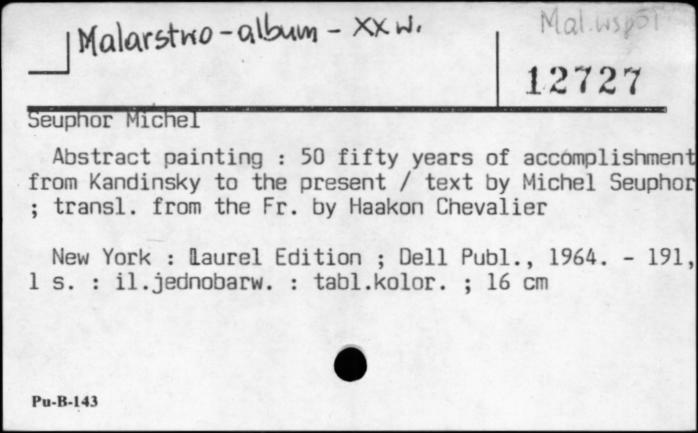 Malarstwo - album - XX w.
Mal. współ
12727
Seuphor Michel
Abstract painting : 50 fifty years of accomplishment
from Kandinsky to the present / text by Michel Seuphor
; transl. from the Fr. by Haakon Chevalier
New York : Laurel Edition ; Dell Publ., 1964. - 191,
1 s. : il.jednobarw. : tabl.kolor. ; 16 cm
Pu-B-143